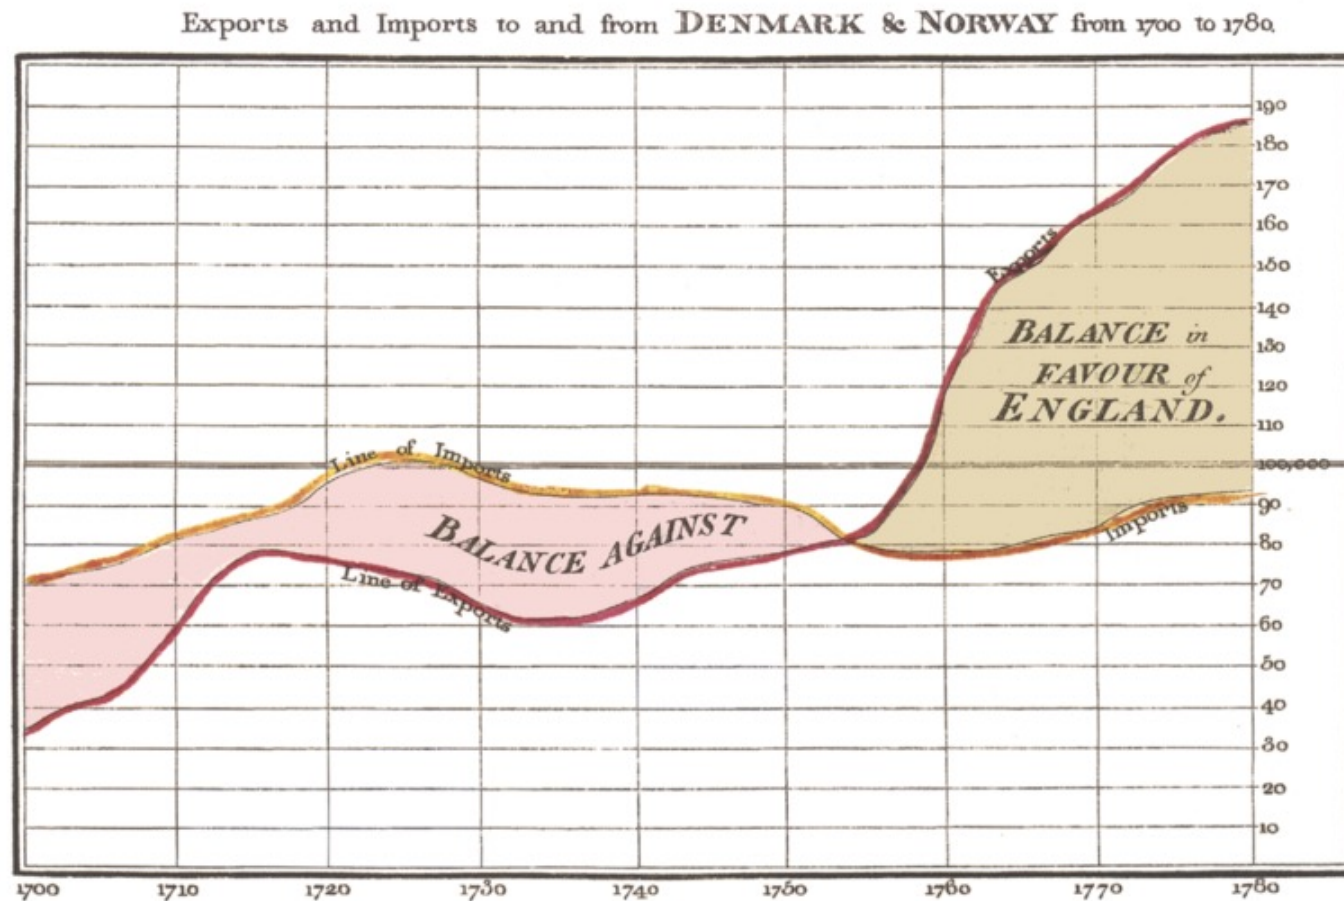 Exports and Imports to and from DENMARK & NORWAY from 1700 to 1780.
190
180
170
160
150
140
130
120
110
100,000
90
80
70
60
50
40
30
20
10
Exports
BALANCE in
FAVOUR of
ENGLAND.
Line of Imports
BALANCE AGAINST
Line of Exports
Imports
1700 1710 1720 1730 1740 1750 1760 1770 1780